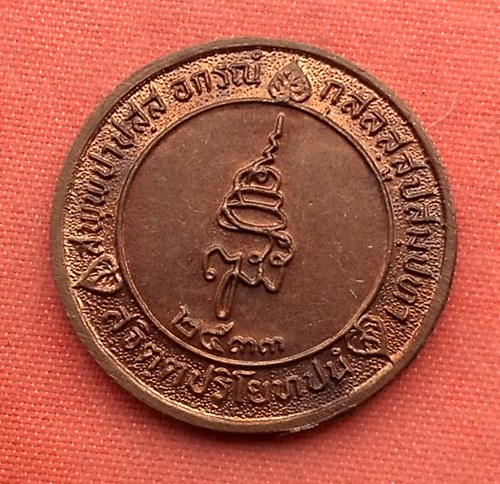 สพฺพปาปสฺส อกรณํ
กุสลสฺสูปสมฺปทา
สจิตฺตปริโยทปนํ
๒๕๓๓